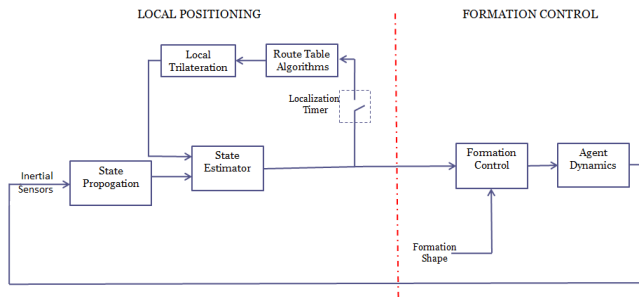 LOCAL POSITIONING
FORMATION CONTROL
Local
Trilateration
Route Table
Algorithms
Localization
Timer
Inertial
Sensors
State
Propogation
State
Estimator
Formation
Control
Agent
Dynamics
Formation
Shape